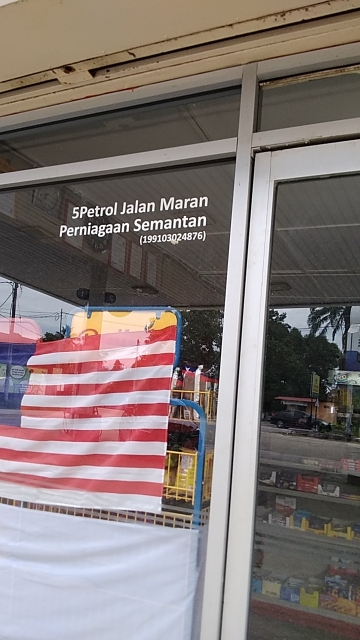 5Petrol Jalan Maran
Perniagaan Semantan
(199103024876)